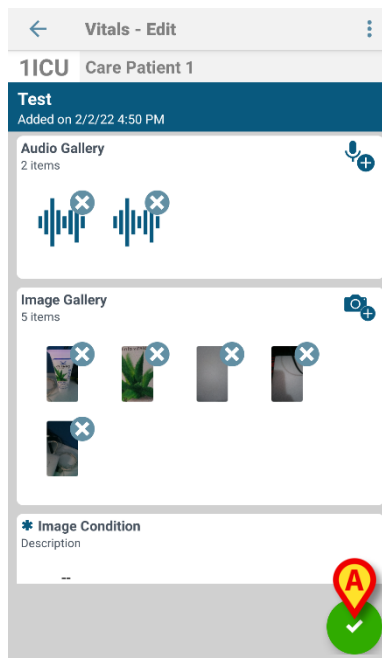 Vitals - Edit
1ICU Care Patient 1
Test
Added on 2/2/22 4:50 PM
Audio Gallery
2 items
Image Gallery
5 items
* Image Condition
Description
--
A